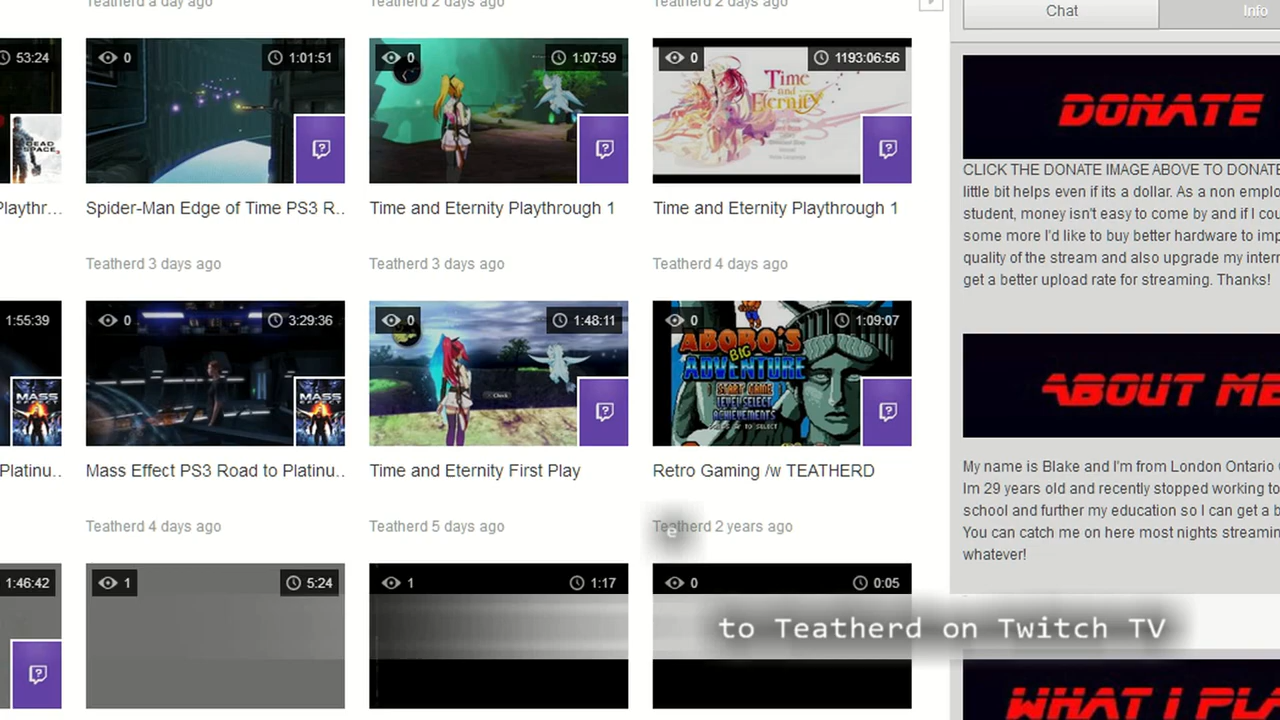 Teatherd a day ago
Teatherd 2 days ago
Teatherd 2 days ago
Chat
Info
53:24
0
1:01:51
0
1:07:59
0
1193:06:56
DEAD SPACE
Time and Eternity
Playthr...
Spider-Man Edge of Time PS3 R..
Time and Eternity Playthrough 1
Time and Eternity Playthrough 1
Teatherd 3 days ago
Teatherd 3 days ago
Teatherd 4 days ago
DONATE
CLICK THE DONATE IMAGE ABOVE TO DONATE
little bit helps even if its a dollar. As a non emplo
student, money isn't easy to come by and if I cou
some more I'd like to buy better hardware to imp
quality of the stream and also upgrade my intern
get a better upload rate for streaming. Thanks!
1:55:39
0
3:29:36
0
1:48:11
0
1:09:07
MASS
MASS
Check
ABOBO'S
BIG
ADVENTURE
START GAME
LEVEL SELECT
ACHIEVEMENTS
Platinu..
Mass Effect PS3 Road to Platinu..
Time and Eternity First Play
Retro Gaming /w TEATHERD
Teatherd 4 days ago
Teatherd 5 days ago
Teatherd 2 years ago
e
ABOUT ME
My name is Blake and I'm from London Ontario
Im 29 years old and recently stopped working to
school and further my education so I can get a b
You can catch me on here most nights streamin
whatever!
1:46:42
1
5:24
1
1:17
0
0:05
to Teatherd on Twitch TV
WHAT I PLA